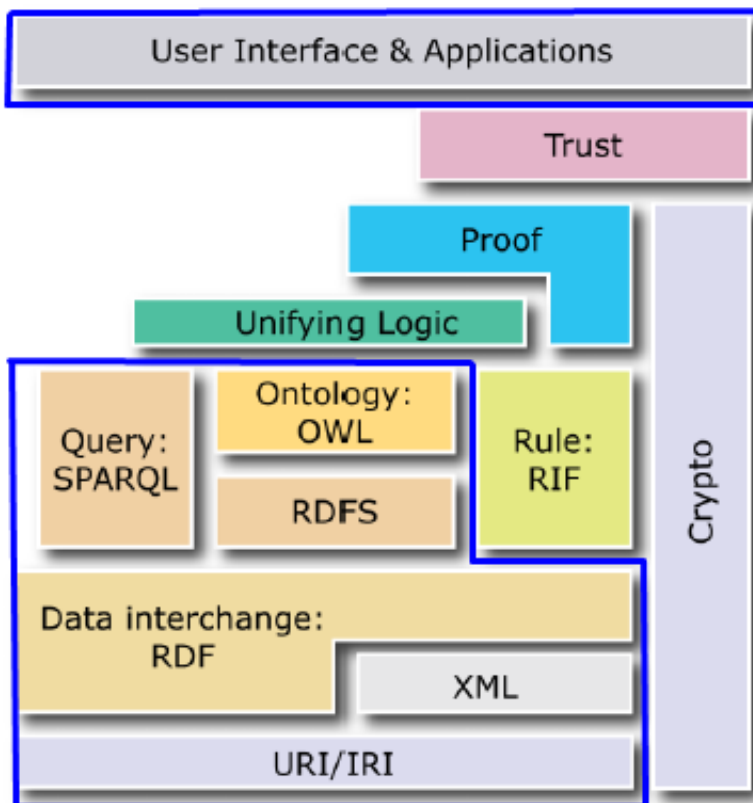 User Interface & Applications
Trust
Proof
Unifying Logic
Query:
SPARQL
Ontology:
OWL
RDFS
Rule:
RIF
Crypto
Data interchange:
RDF
XML
URI/IRI